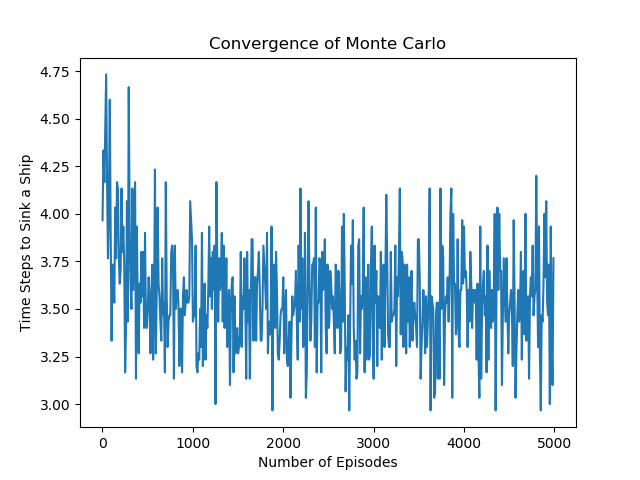 Convergence of Monte Carlo
4.75
4.50
4.25
4.00
3.75
3.50
3.25
3.00
Time Steps to Sink a Ship
0 1000 2000 3000 4000 5000
Number of Episodes